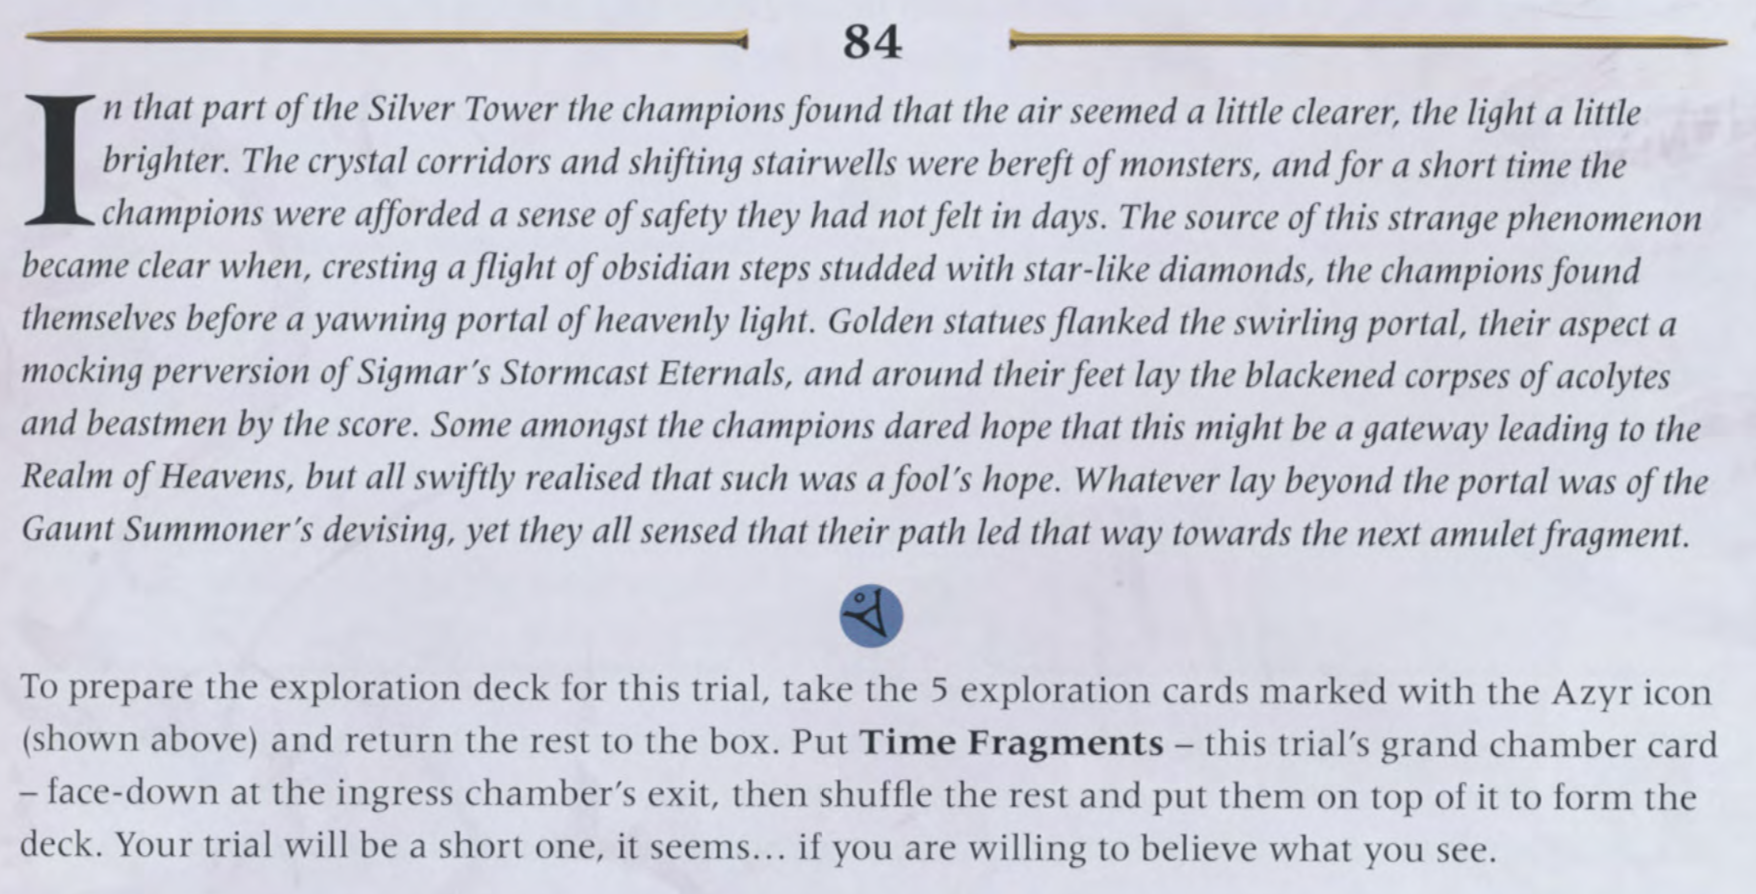 84
In that part of the Silver Tower the champions found that the air seemed a little clearer, the light a little
brighter. The crystal corridors and shifting stairwells were bereft of monsters, and for a short time the
champions were afforded a sense of safety they had not felt in days. The source of this strange phenomenon
became clear when, cresting a flight of obsidian steps studded with star-like diamonds, the champions found
themselves before a yawning portal of heavenly light. Golden statues flanked the swirling portal, their aspect a
mocking perversion of Sigmar's Stormcast Eternals, and around their feet lay the blackened corpses of acolytes
and beastmen by the score. Some amongst the champions dared hope that this might be a gateway leading to the
Realm of Heavens, but all swiftly realised that such was a fool's hope. Whatever lay beyond the portal was of the
Gaunt Summoner's devising, yet they all sensed that their path led that way towards the next amulet fragment.
To prepare the exploration deck for this trial, take the 5 exploration cards marked with the Azyr icon
(shown above) and return the rest to the box. Put Time Fragments – this trial's grand chamber card
– face-down at the ingress chamber's exit, then shuffle the rest and put them on top of it to form the
deck. Your trial will be a short one, it seems... if you are willing to believe what you see.